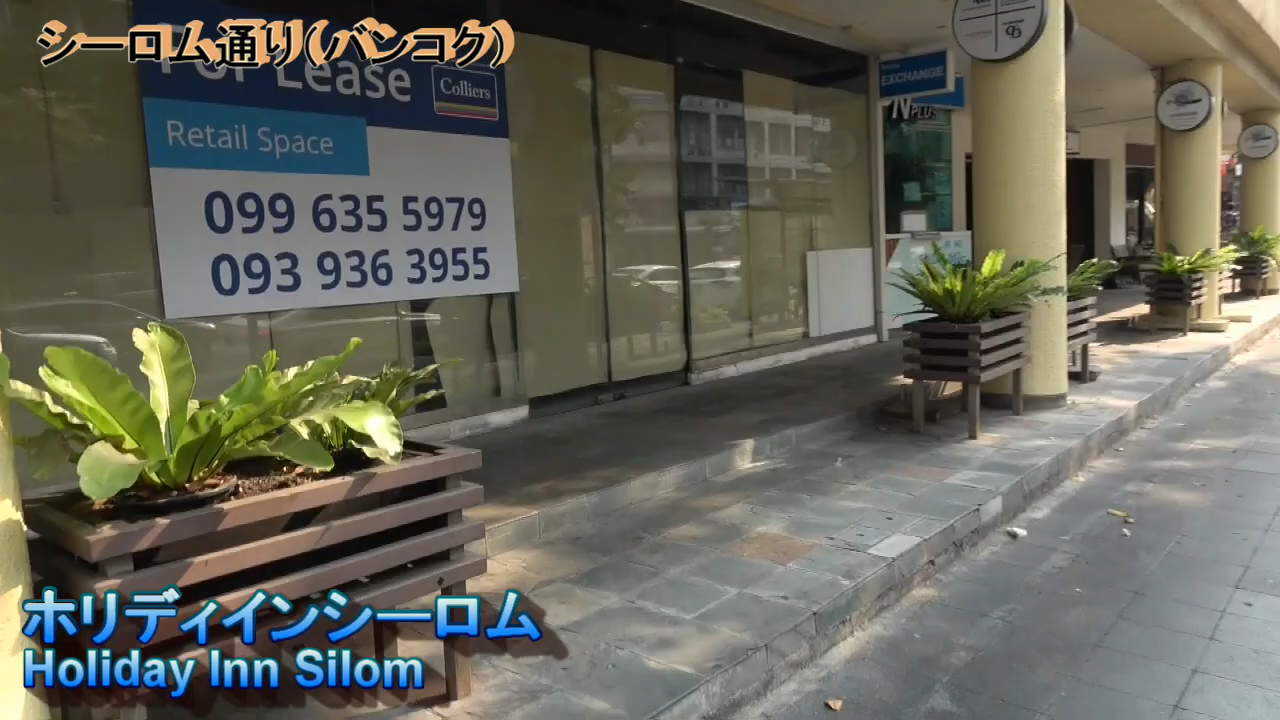 シーロム通り(バンコク)
For Lease
Colliers
Retail Space
099 635 5979
093 936 3955
EXCHANGE
PLUS
ホリディインシーロム
Holiday Inn Silom